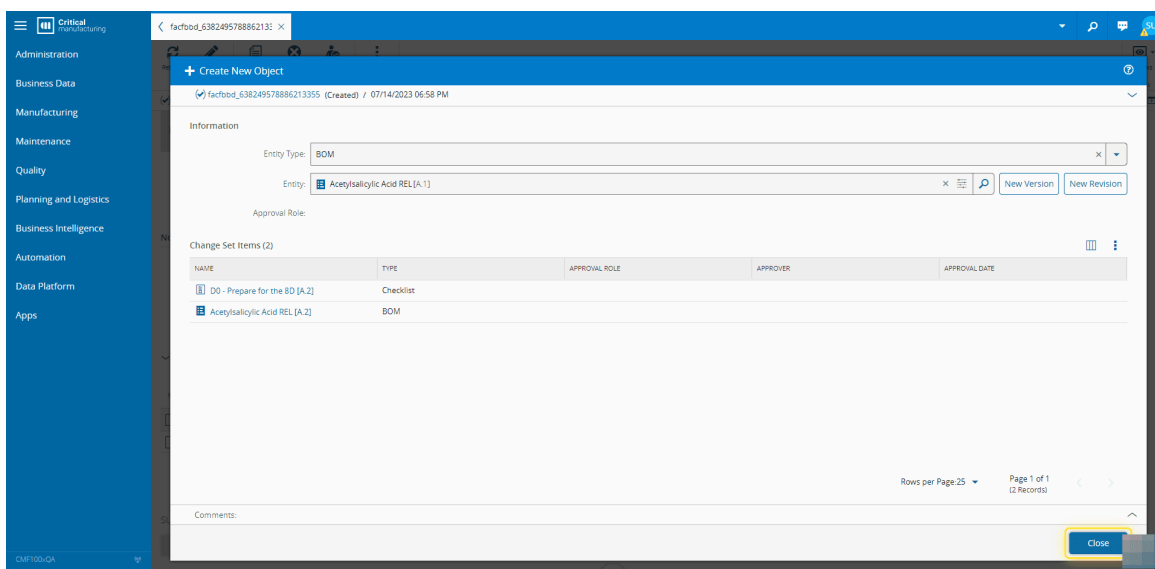 Critical manufacturing
facfbbd_63824957888621335
SU
Administration
Business Data
Manufacturing
Maintenance
Quality
Planning and Logistics
Business Intelligence
Automation
Data Platform
Apps
CMF100xQA
Create New Object
facfbbd_638249578886213355 (Created) / 07/14/2023 06:58 PM
Information
Entity Type: BOM
Entity: Acetylsalicylic Acid REL [A.1] New Version New Revision
Approval Role:
Change Set Items (2)
NAME TYPE APPROVAL ROLE APPROVER APPROVAL DATE
D0 - Prepare for the 8D [A.2] Checklist
Acetylsalicylic Acid REL [A.2] BOM
Rows per Page:25 Page 1 of 1
(2 Records)
Comments:
Close